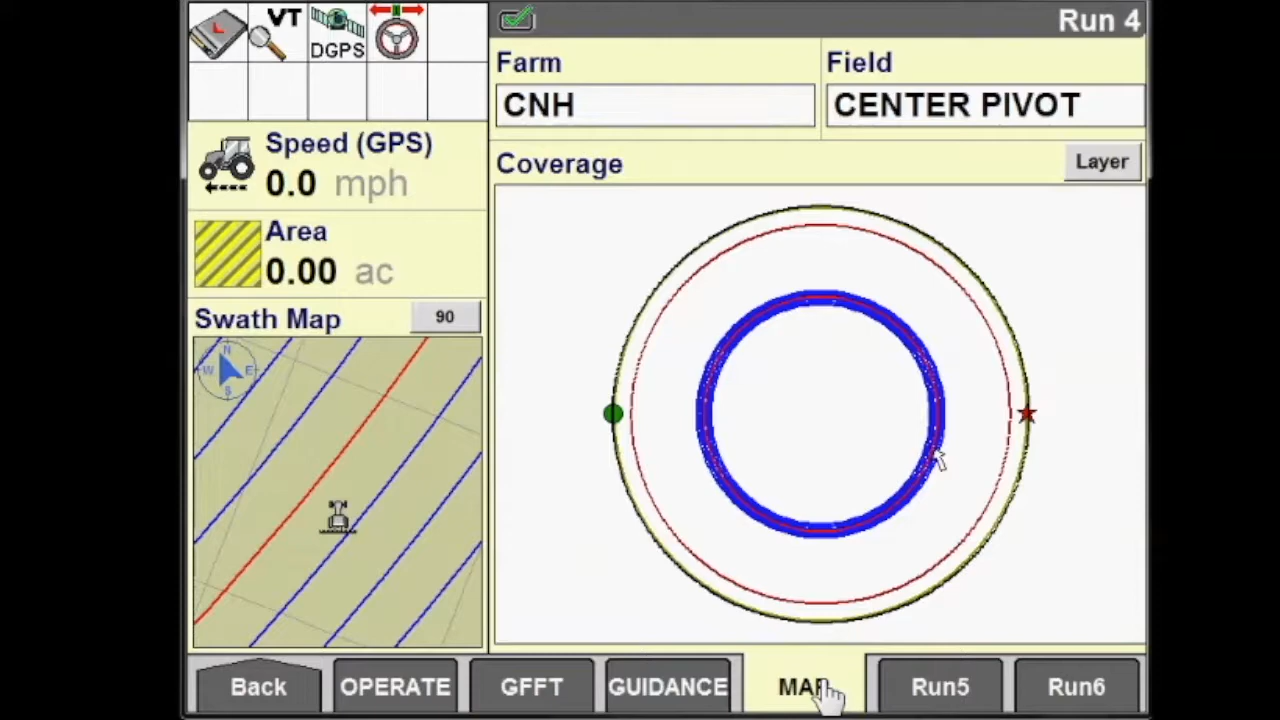 VT
DGPS
Run 4
Farm
Field
CNH
CENTER PIVOT
Speed (GPS)
0.0 mph
Coverage
Layer
Area
0.00 ac
Swath Map
90
N
W
E
S
Back
OPERATE
GFFT
GUIDANCE
MAP
Run5
Run6